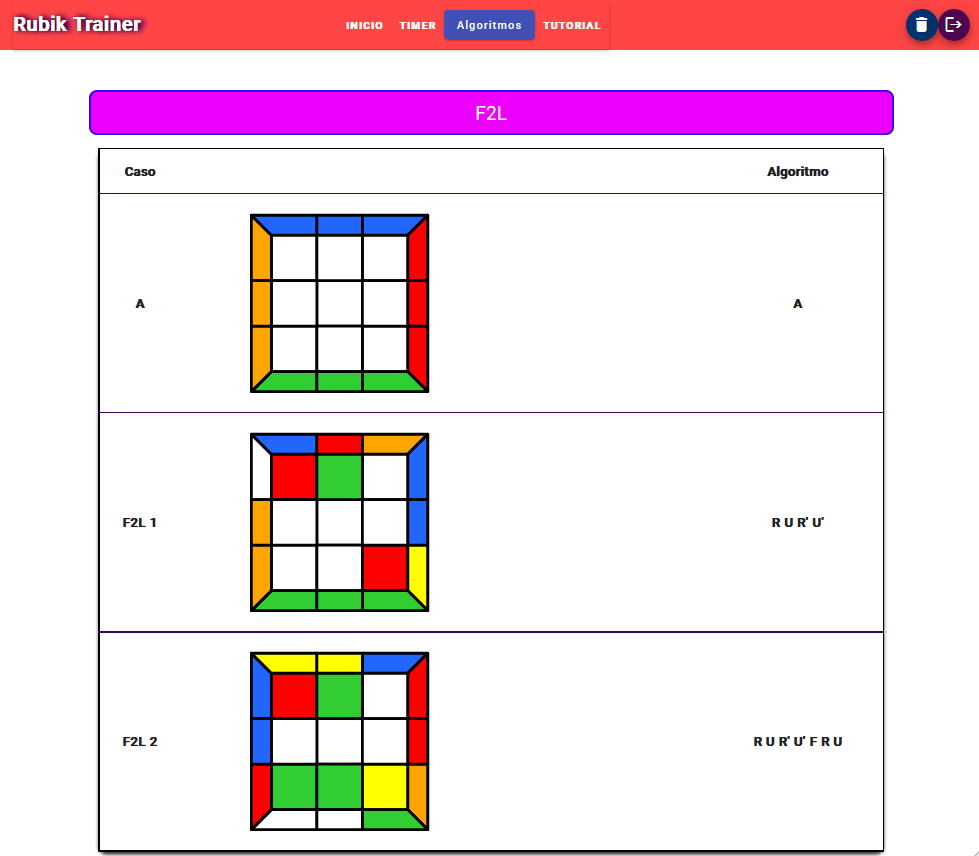 Rubik Trainer INICIO TIMER Algoritmos TUTORIAL
F2L
Caso Algoritmo
A A
F2L 1 R U R' U'
F2L 2 R U R' U' F R U